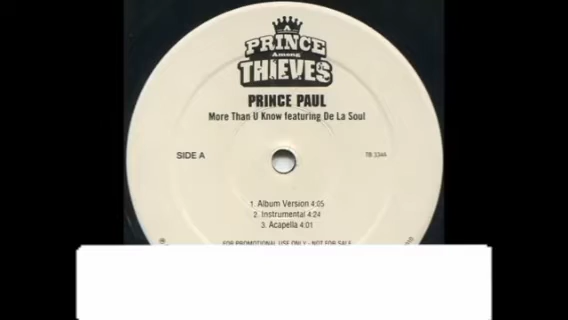 A
PRINCE
Among
THIEVES
PRINCE PAUL
More Than U Know featuring De La Soul
SIDE A
TB 2344
1. Album Version 4:05
2. Instrumental 4:24
3. Acapella 4:01
FOR PROMOTIONAL USE ONLY - NOT FOR SALE